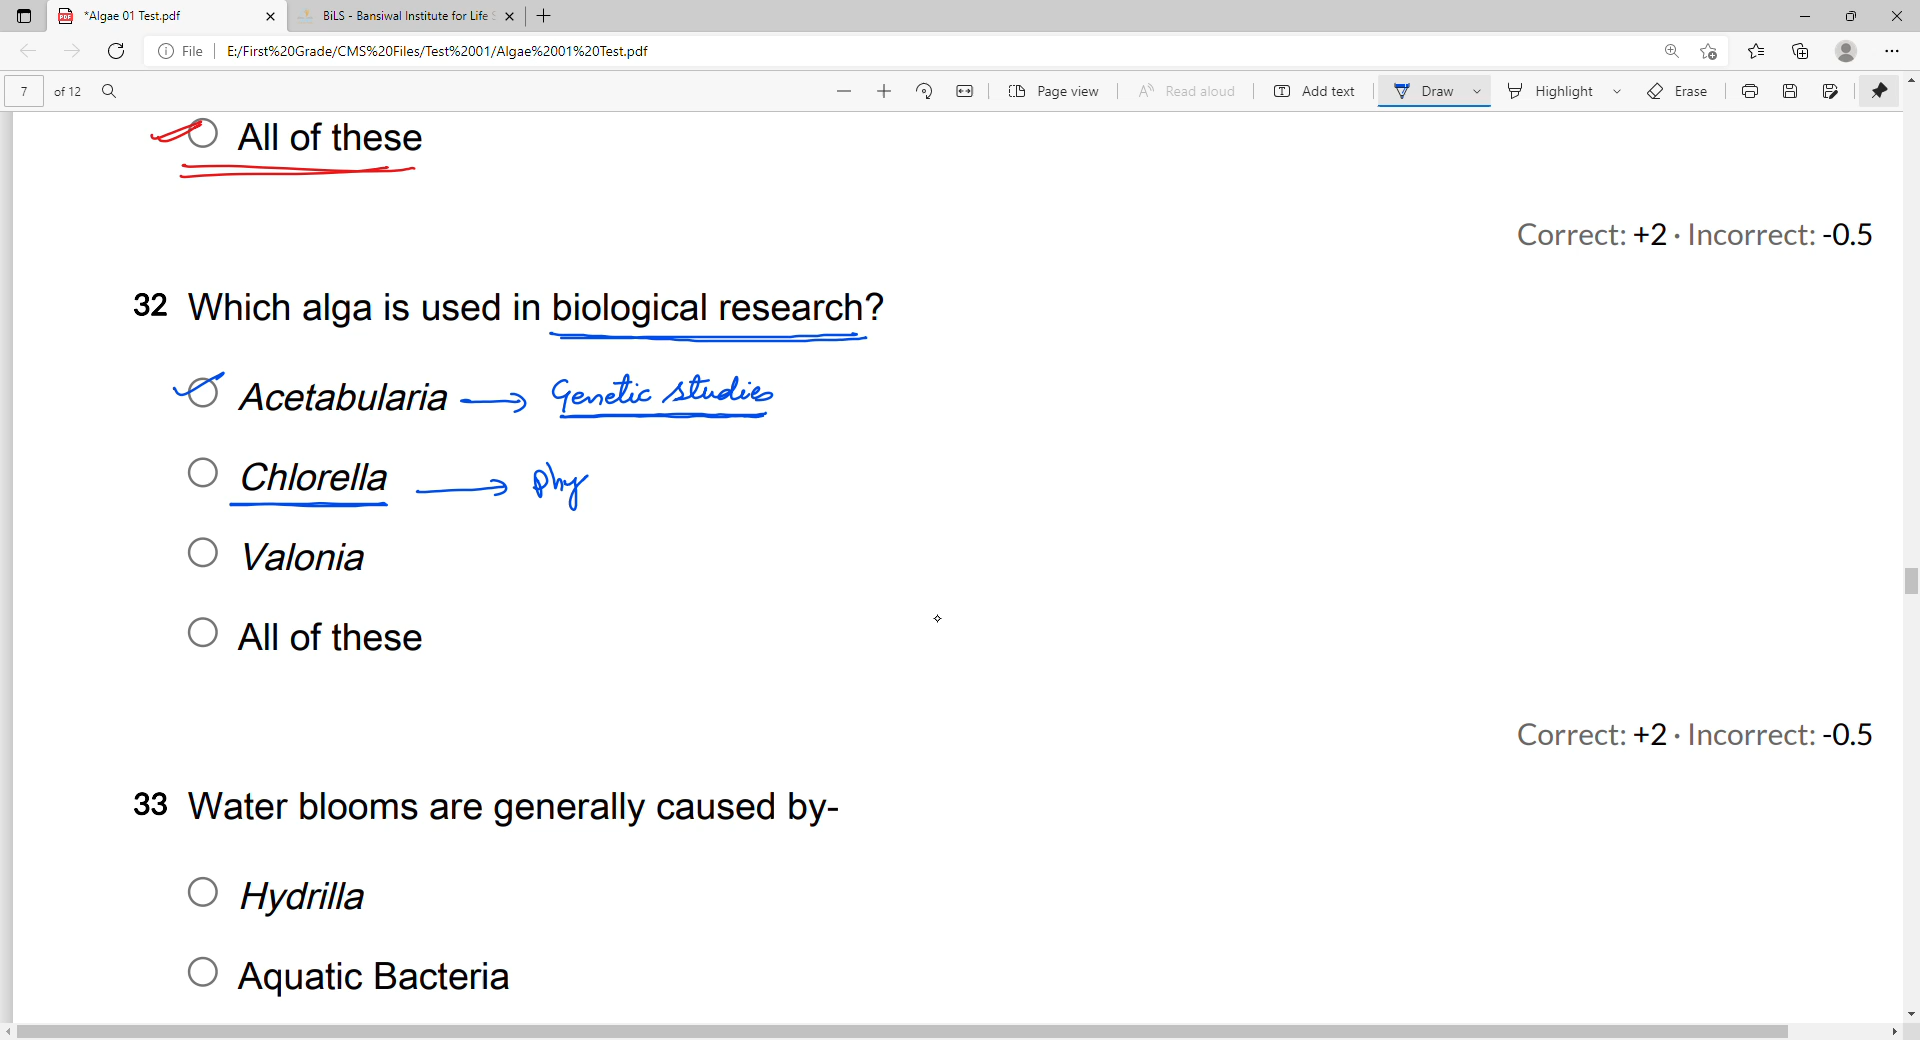 *Algae 01 Test.pdf
BiLS - Bansiwal Institute for Life S
File
E:/First%20Grade/CMS%20Files/Test%2001/Algae%2001%20Test.pdf
7 of 12
Page view
Read aloud
Add text
Draw
Highlight
Erase
All of these
Correct: +2 · Incorrect: -0.5
32 Which alga is used in biological research?
Acetabularia → Genetic studies
Chlorella → Phy
Valonia
All of these
Correct: +2 · Incorrect: -0.5
33 Water blooms are generally caused by-
Hydrilla
Aquatic Bacteria